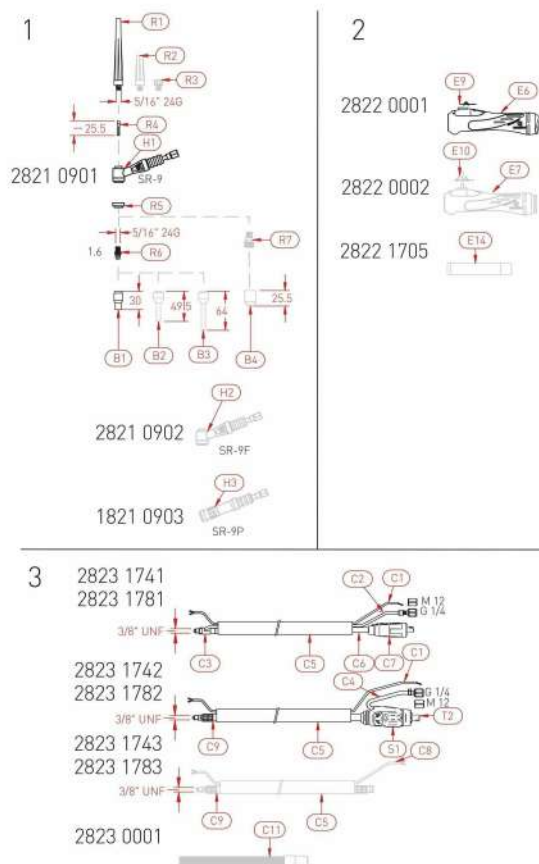 1
R1
R2
R3
5/16" 24G
25.5
R4
H1
2821 0901
SR-9
R5
5/16" 24G
R7
1.6
R6
30
49.5
64
25.5
B1
B2
B3
B4
H2
2821 0902
SR-9F
H3
1821 0903
SR-9P
2
E9
E6
2822 0001
E10
E7
2822 0002
E14
2822 1705
3
2823 1741
2823 1781
C2
C1
M 12
G 1/4
3/8" UNF
C3
C5
C6
C7
2823 1742
2823 1782
C4
C1
G 1/4
M 12
3/8" UNF
T2
C9
C5
S1
2823 1743
2823 1783
C8
3/8" UNF
C9
C5
2823 0001
C11